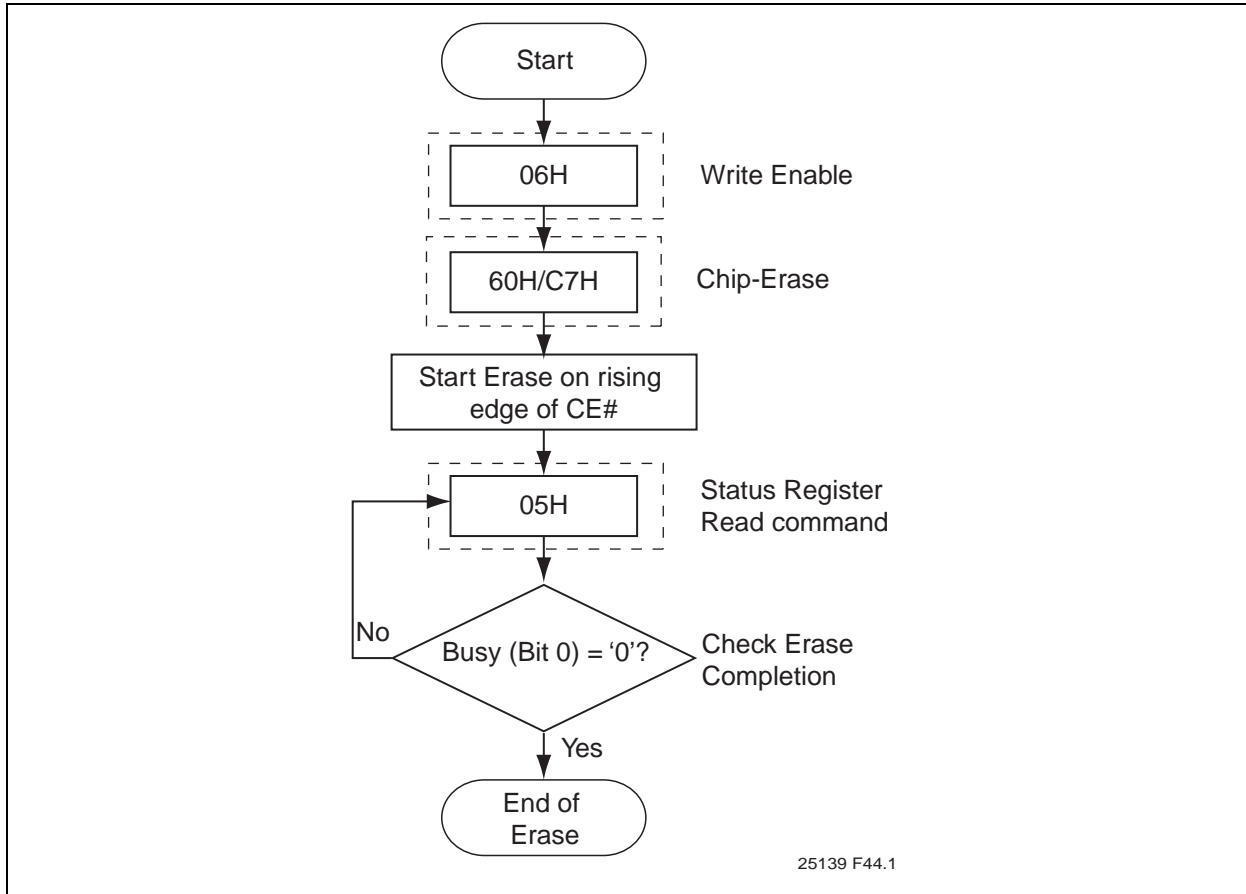 Start
06H
Write Enable
60H/C7H
Chip-Erase
Start Erase on rising
edge of CE#
05H
Status Register
Read command
No
Busy (Bit 0) = ‘0’?
Check Erase
Completion
Yes
End of
Erase
25139 F44.1